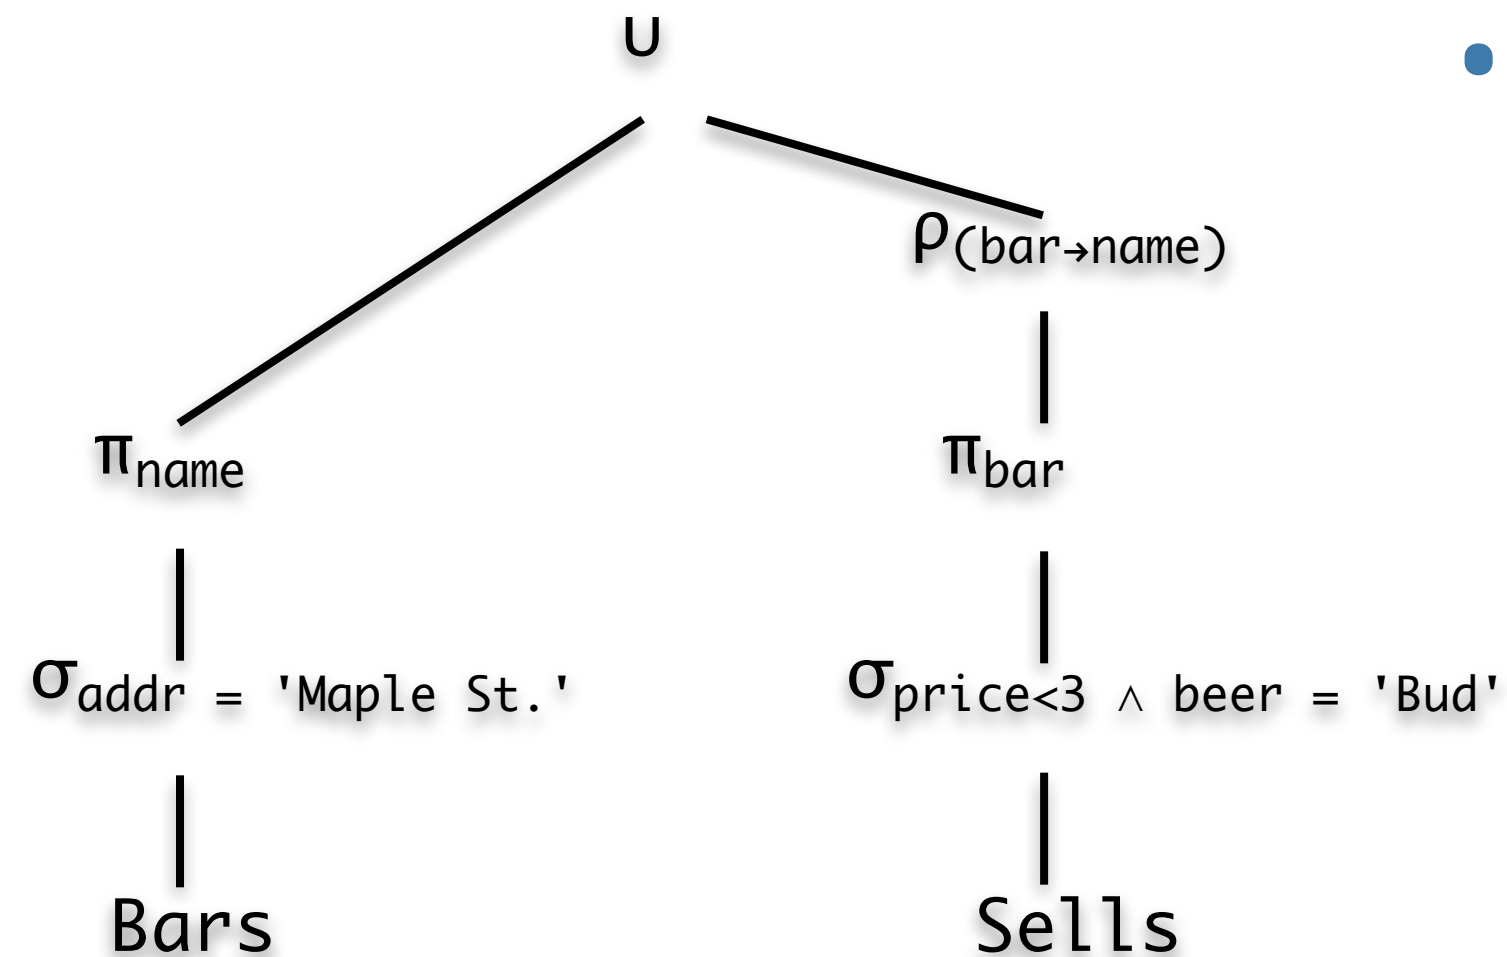 ∪
ρ(bar→name)
πname πbar
σaddr = 'Maple St.' σprice<3 ∧ beer = 'Bud'
Bars Sells